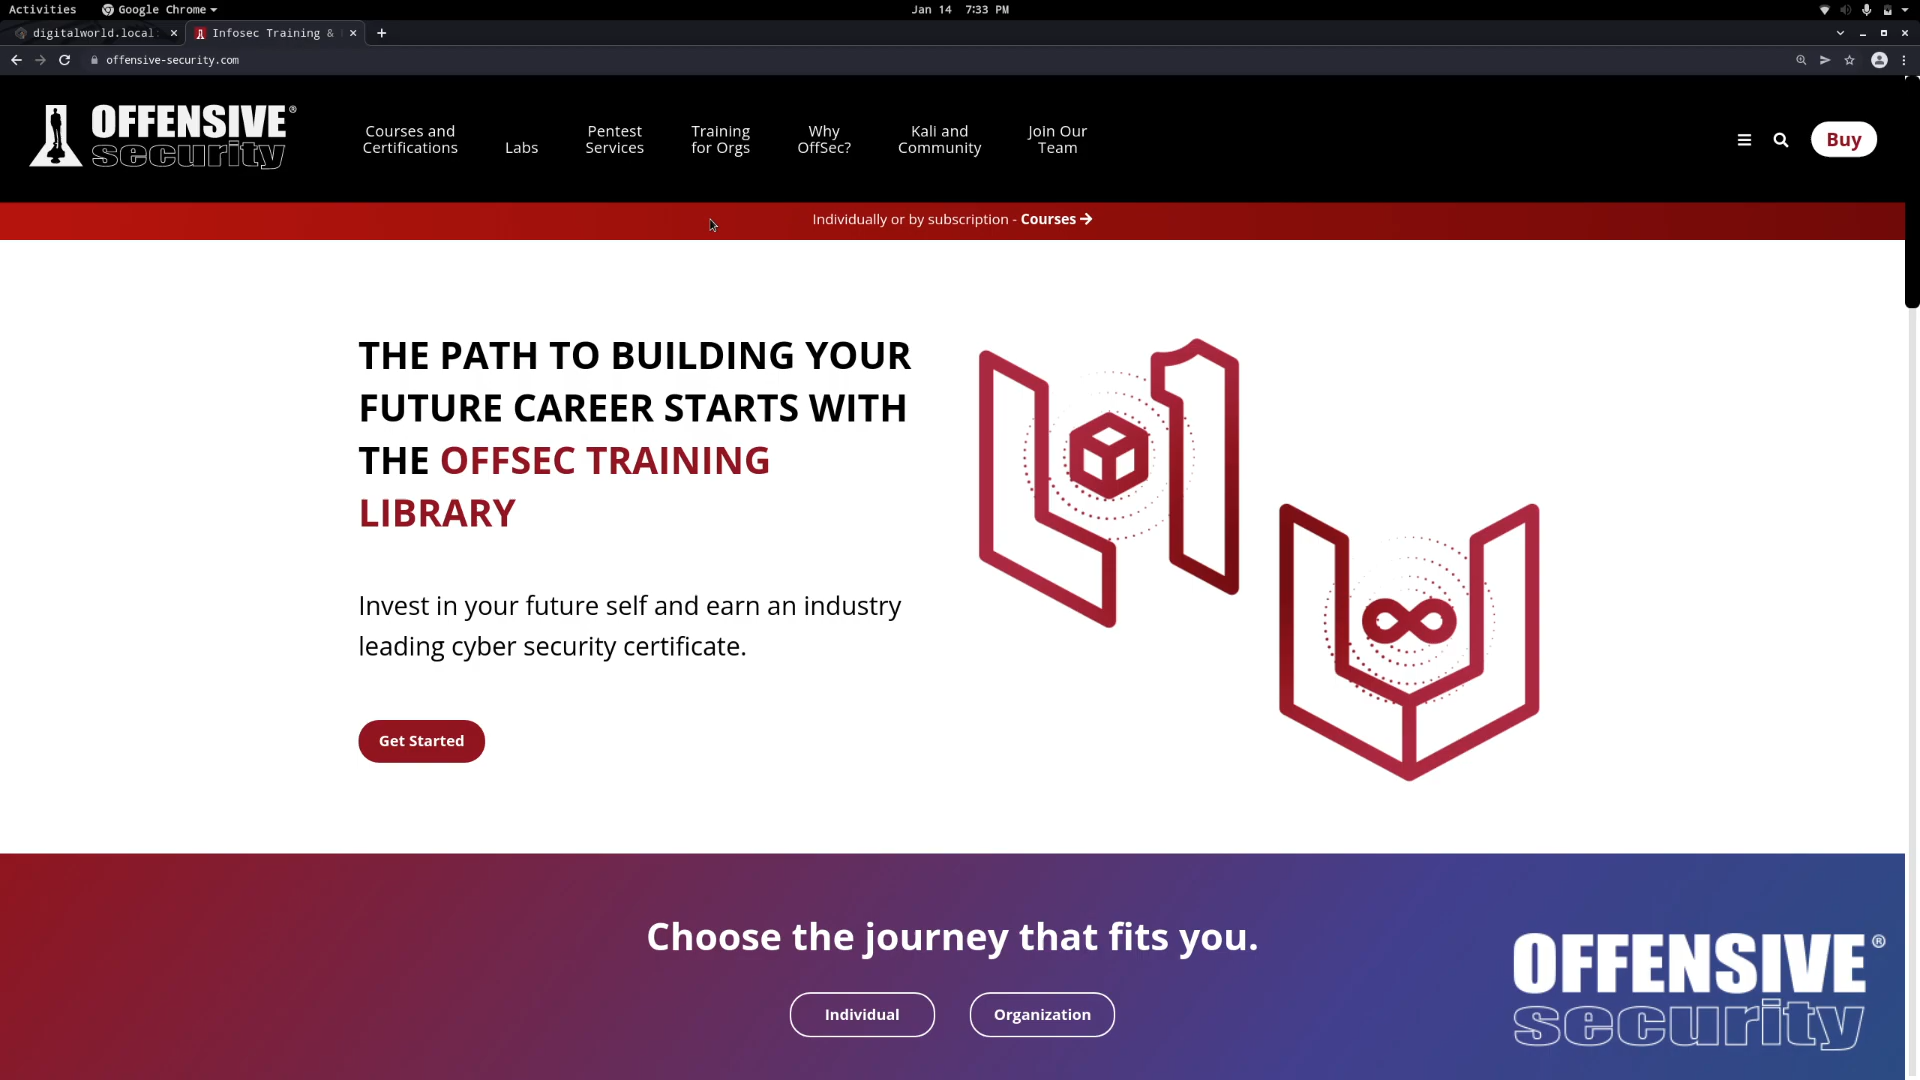 Activities Google Chrome Jan 14 7:33 PM
digitalworld.local: Infosec Training &
offensive-security.com
OFFENSIVE®
security
Courses and
Certifications
Labs
Pentest
Services
Training
for Orgs
Why
OffSec?
Kali and
Community
Join Our
Team
Buy
Individually or by subscription - Courses
THE PATH TO BUILDING YOUR
FUTURE CAREER STARTS WITH
THE OFFSEC TRAINING
LIBRARY
Invest in your future self and earn an industry
leading cyber security certificate.
Get Started
Choose the journey that fits you.
Individual Organization
OFFENSIVE®
security